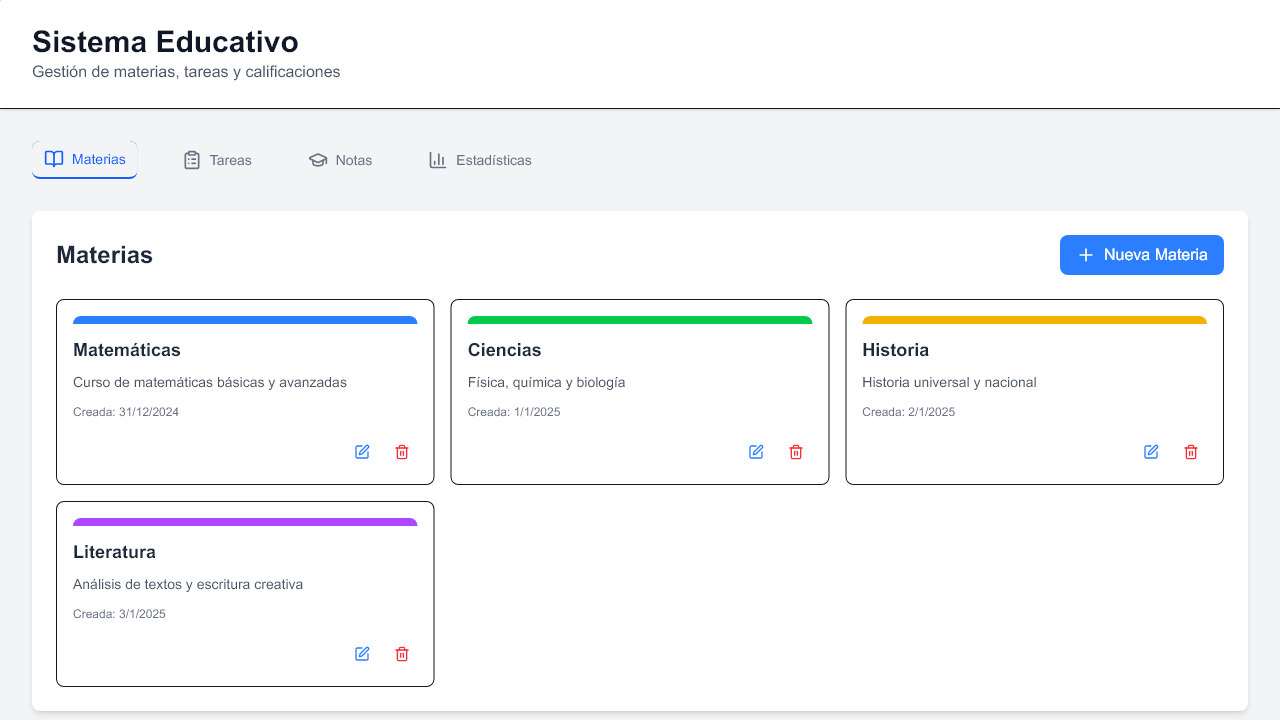 Sistema Educativo
Gestión de materias, tareas y calificaciones
Materias
Tareas
Notas
Estadísticas
Materias
Nueva Materia
Matemáticas
Curso de matemáticas básicas y avanzadas
Creada: 31/12/2024
Ciencias
Física, química y biología
Creada: 1/1/2025
Historia
Historia universal y nacional
Creada: 2/1/2025
Literatura
Análisis de textos y escritura creativa
Creada: 3/1/2025